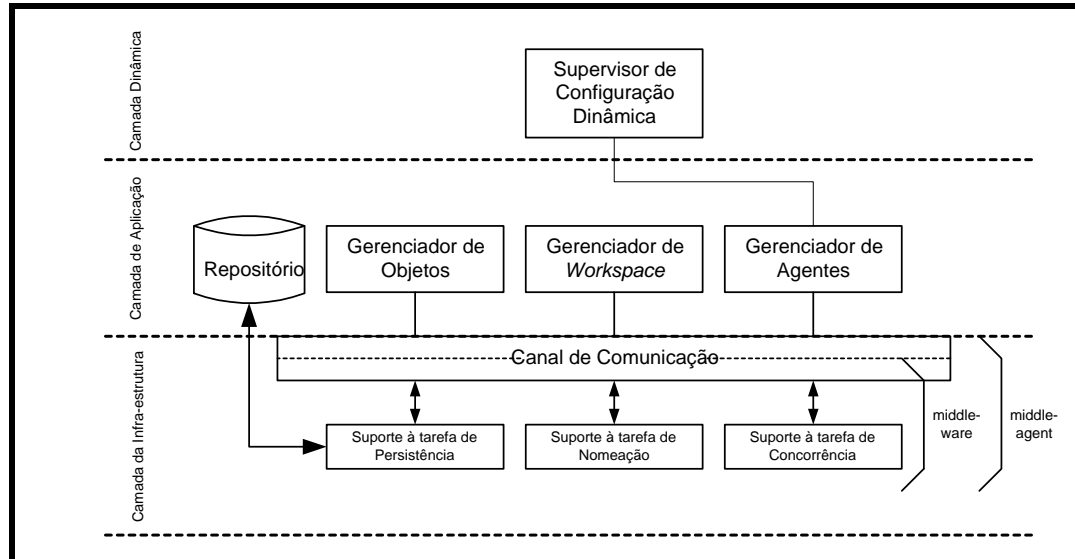 Camada Dinâmica
Supervisor de
Configuração
Dinâmica
Camada de Aplicação
Repositório
Gerenciador de
Objetos
Gerenciador de
Workspace
Gerenciador de
Agentes
Camada da Infra-estrutura
Canal de Comunicação
Suporte à tarefa de
Persistência
Suporte à tarefa de
Nomeação
Suporte à tarefa de
Concorrência
middle-
ware
middle-
agent